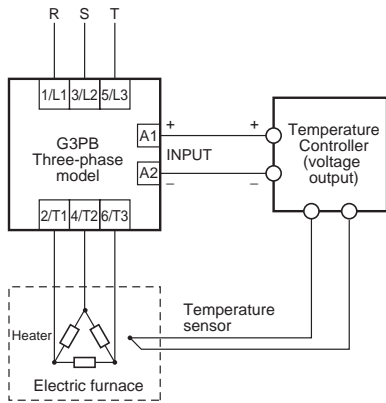 R S T
1/L1 3/L2 5/L3
G3PB
Three-phase
model
A1
A2
+
INPUT
−
+
−
Temperature
Controller
(voltage
output)
2/T1 4/T2 6/T3
Temperature
sensor
Heater
Electric furnace